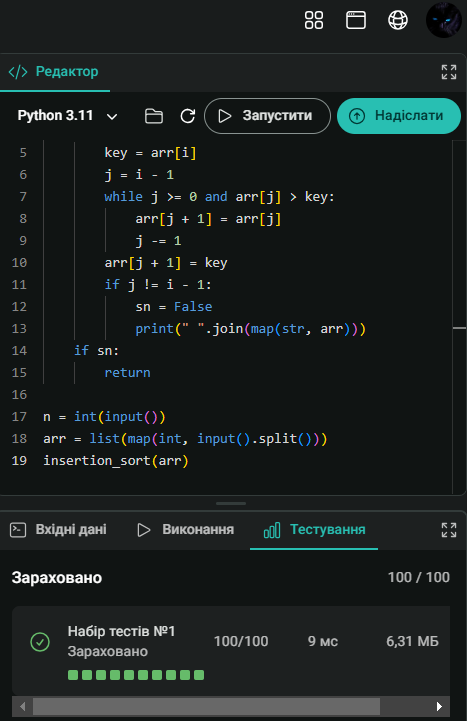 </> Редактор
Python 3.11 Запустити Надіслати
5 key = arr[i]
6 j = i - 1
7 while j >= 0 and arr[j] > key:
8 arr[j + 1] = arr[j]
9 j -= 1
10 arr[j + 1] = key
11 if j != i - 1:
12 sn = False
13 print(" ".join(map(str, arr)))
14 if sn:
15 return
16
17 n = int(input())
18 arr = list(map(int, input().split()))
19 insertion_sort(arr)
Вхідні дані Виконання Тестування
Зараховано 100 / 100
Набір тестів №1 100/100 9 мс 6,31 МБ
Зараховано